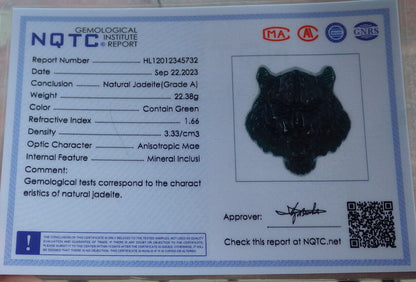 NQTC GEMOLOGICAL
INSTITUTE
® REPORT
MA
GNRS
Report Number HL12012345732
Date Sep 22.2023
Conclusion Natural Jadeite(Grade A)
Weight 22.38g
Color Contain Green
Refractive Index 1.66
Density 3.33/cm3
Optic Character Anisotropic Mae
Internal Feature Mineral Inclusi
Comment:
Gemological tests correspond to the charact
eristics of natural jadeite.
Approver:
Check this report at NQTC.net
!